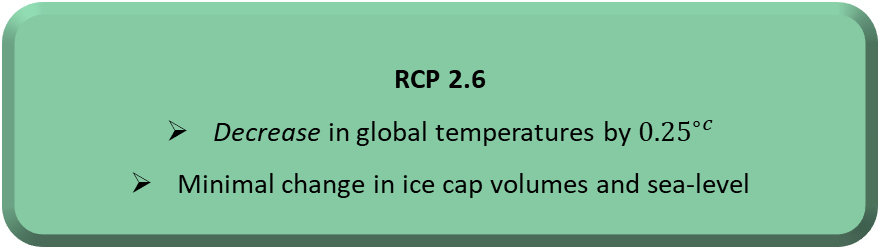 RCP 2.6
➢ Decrease in global temperatures by 0.25°ᶜ
➢ Minimal change in ice cap volumes and sea-level